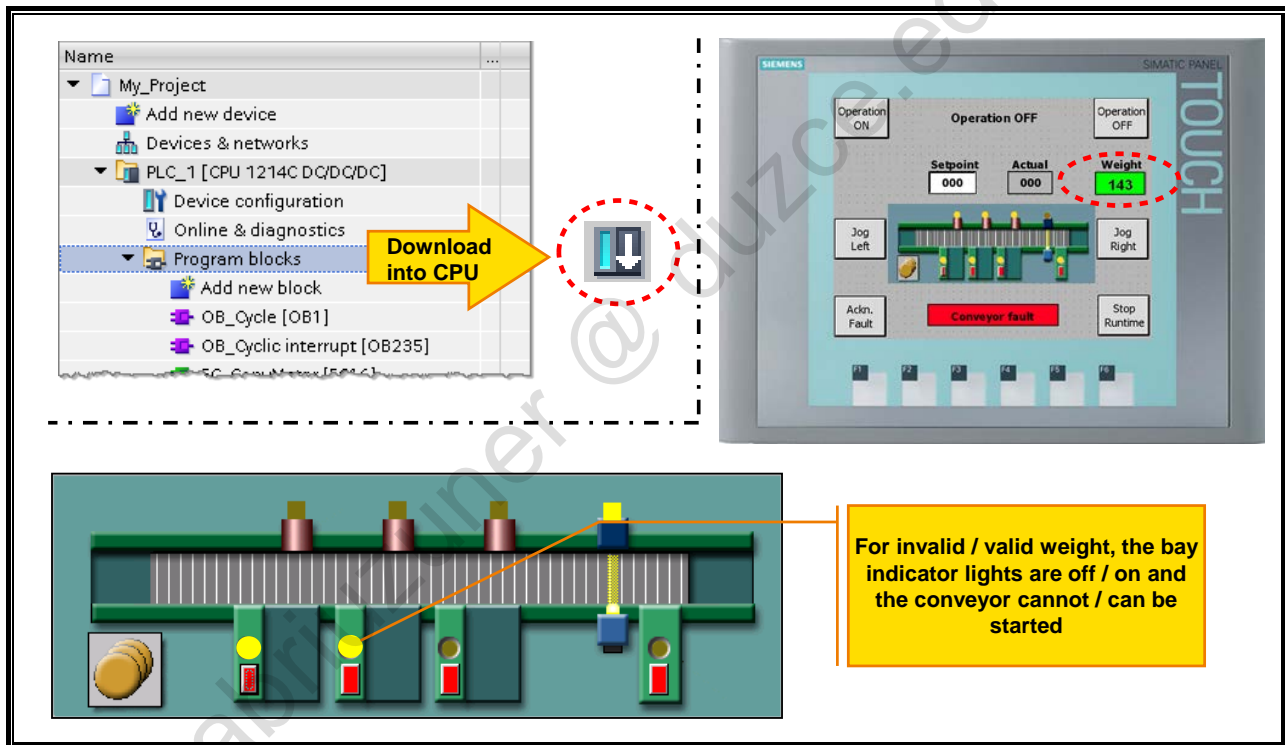 Name
...
My_Project
Add new device
Devices & networks
PLC_1 [CPU 1214C DC/DC/DC]
Device configuration
Online & diagnostics
Program blocks
Add new block
OB_Cycle [OB1]
OB_Cyclic interrupt [OB235]
Download
into CPU
SIEMENS
SIMATIC PANEL
TOUCH
Operation
ON
Operation OFF
Operation
OFF
Setpoint
Actual
Weight
000
000
143
Jog
Left
Jog
Right
Ackn.
Fault
Conveyor fault
Stop
Runtime
F1
F2
F3
F4
F5
F6
For invalid / valid weight, the bay
indicator lights are off / on and
the conveyor cannot / can be
started